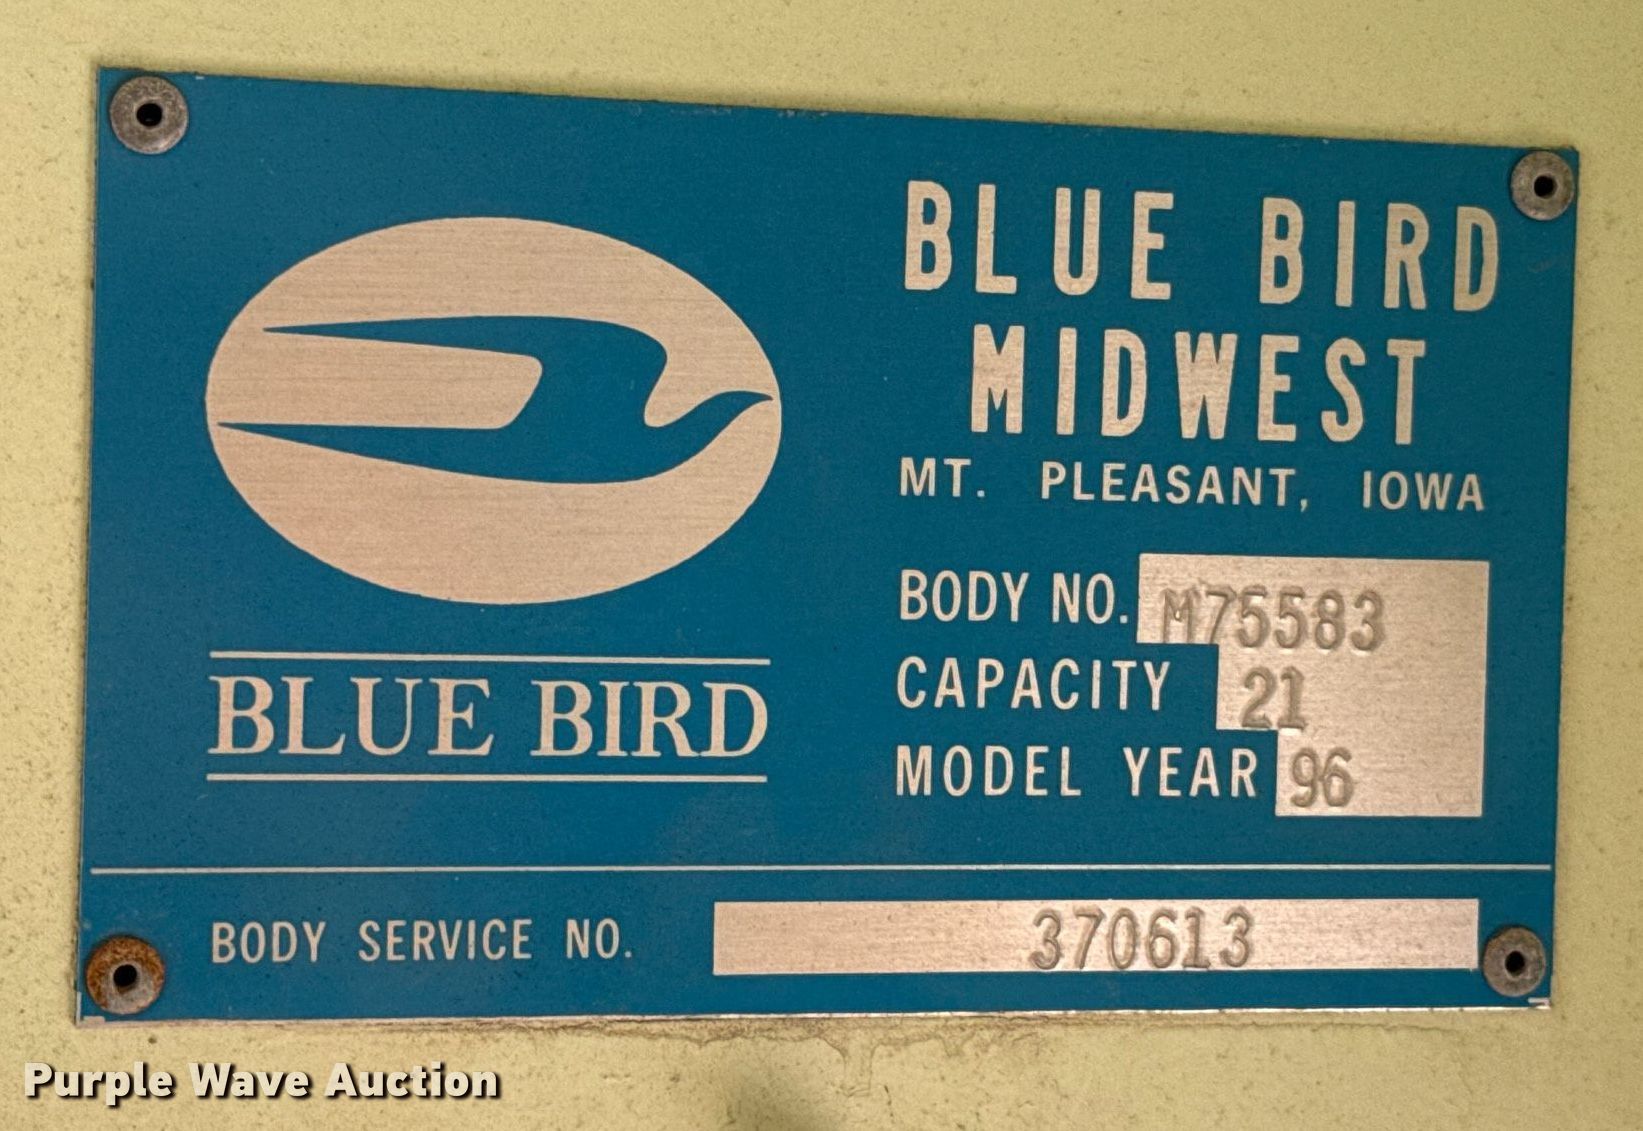 BLUE BIRD
MIDWEST
MT. PLEASANT, IOWA
BODY NO. M75583
CAPACITY 21
MODEL YEAR 96
BLUE BIRD
BODY SERVICE NO. 370613
Purple Wave Auction